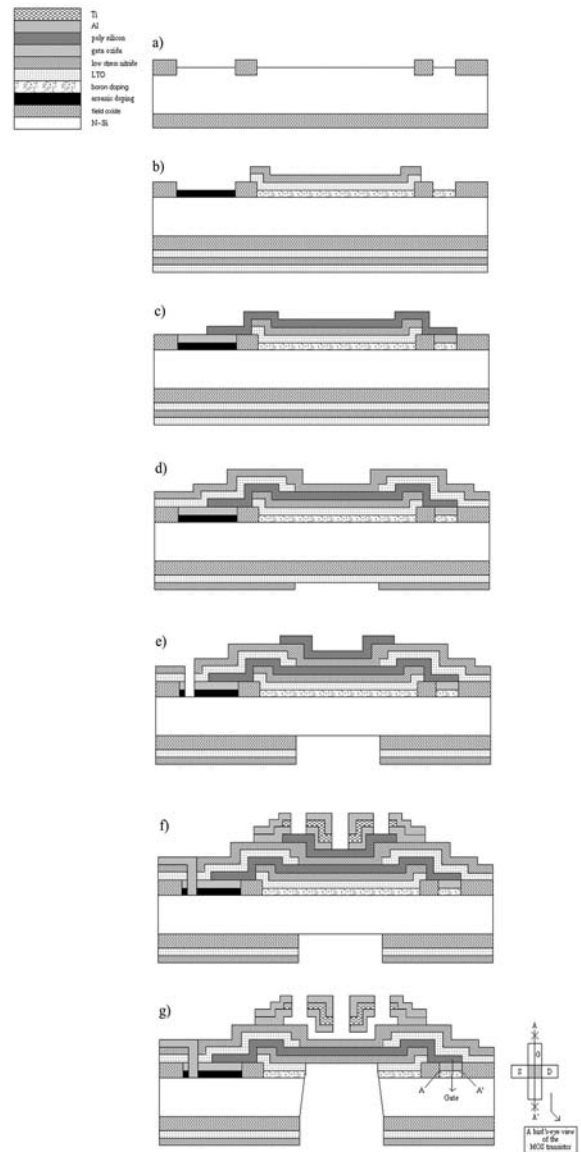 Ti
Al
poly silicon
gate oxide
low stress nitride
LTO
boron doping
arsenic doping
field oxide
N-Si
a)
b)
c)
d)
e)
f)
g)
A
G
S
D
A'
A
A'
Gate
A bird's-eye view
of the
MOS transistor